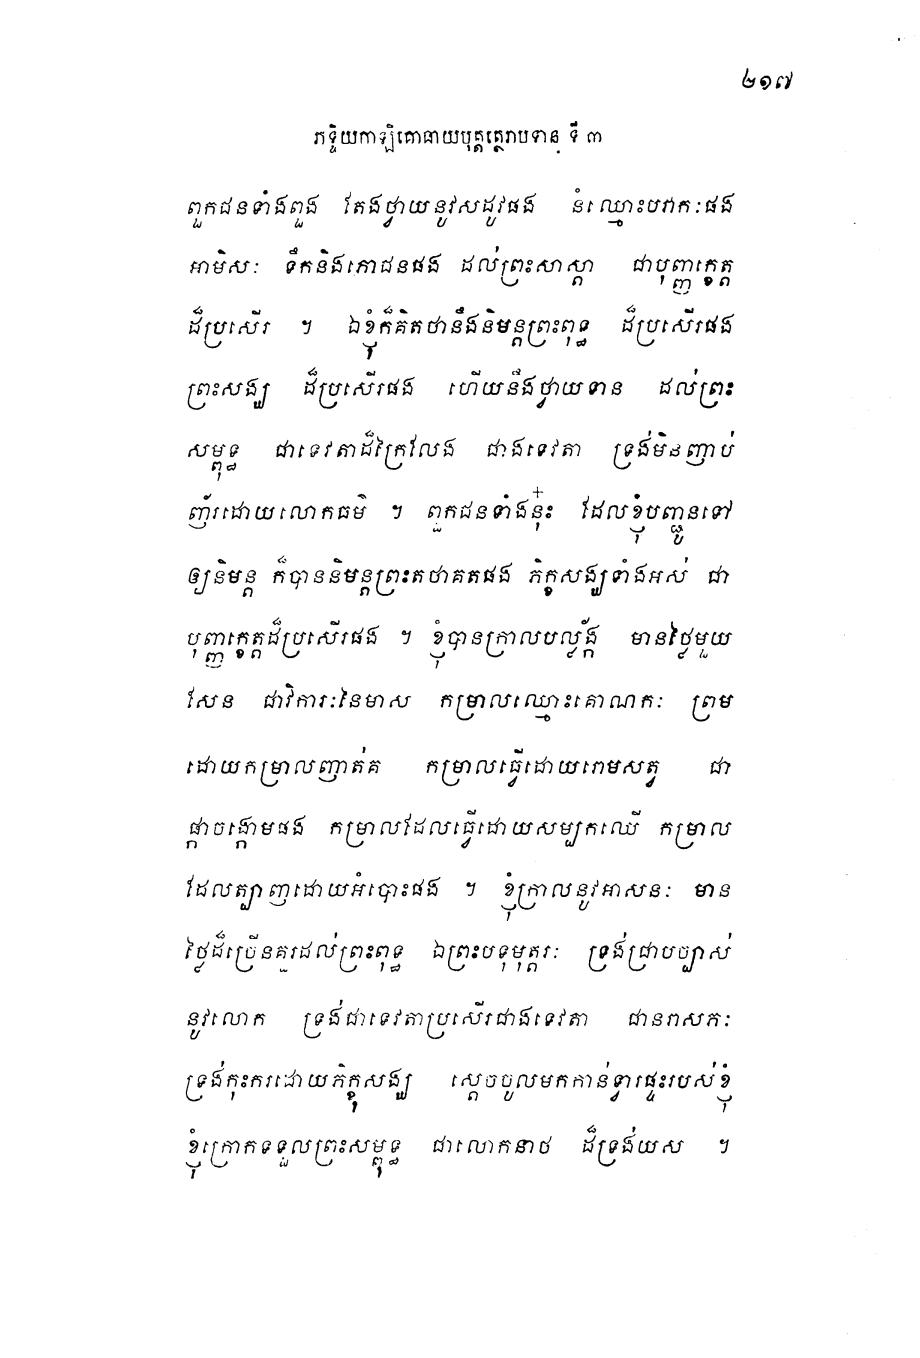 ២១៧
ភទ្ទិយកាឡិគោធាយបុត្តត្ថេរាបទាន ទី ៣
ពួកជនទាំងពួង តែងថ្វាយនូវសដូវផង នំឈ្មោះបវាកៈផង
អាមិសៈ ទឹកនិងភោជនផង ដល់ព្រះសាស្តា ជាបុញ្ញក្ខេត្ត
ដ៏ប្រសើរ ។ ឯខ្ញុំក៏គិតថានឹងនិមន្តព្រះពុទ្ធ ដ៏ប្រសើរផង
ព្រះសង្ឃ ដ៏ប្រសើរផង ហើយនឹងថ្វាយទាន ដល់ព្រះ
សម្ពុទ្ធ ជាទេវតាដ៏ក្រៃលែង ជាងទេវតា ទ្រង់មិនញាប់
ញ័រដោយលោកធម៌ ។ ពួកជនទាំងនុ៎ះ ដែលខ្ញុំបញ្ជូនទៅ
ឲ្យនិមន្ត ក៏បាននិមន្តព្រះតថាគតផង ភិក្ខុសង្ឃទាំងអស់ ជា
បុញ្ញក្ខេត្តដ៏ប្រសើរផង ។ ខ្ញុំបានក្រាលបល្ល័ង្ក មានថ្លៃមួយ
សែន ជាវិការៈនៃមាស កម្រាលឈ្មោះគោណកៈ ព្រម
ដោយកម្រាលញាត់គ កម្រាលធ្វើដោយរោមសត្វ ជា
ផ្កាចង្កោមផង កម្រាលដែលធ្វើដោយសម្បកឈើ កម្រាល
ដែលត្បាញដោយអំបោះផង ។ ខ្ញុំក្រាលនូវអាសនៈ មាន
ថ្លៃដ៏ច្រើនគួរដល់ព្រះពុទ្ធ ឯព្រះបទុមុត្តរៈ ទ្រង់ជ្រាបច្បាស់
នូវលោក ទ្រង់ជាទេវតាប្រសើរជាងទេវតា ជានរាសភៈ
ទ្រង់កុះករដោយភិក្ខុសង្ឃ ស្តេចចូលមកកាន់ទ្វារផ្ទះរបស់ខ្ញុំ
ខ្ញុំក្រោកទទួលព្រះសម្ពុទ្ធ ជាលោកនាថ ដ៏ទ្រង់យស ។